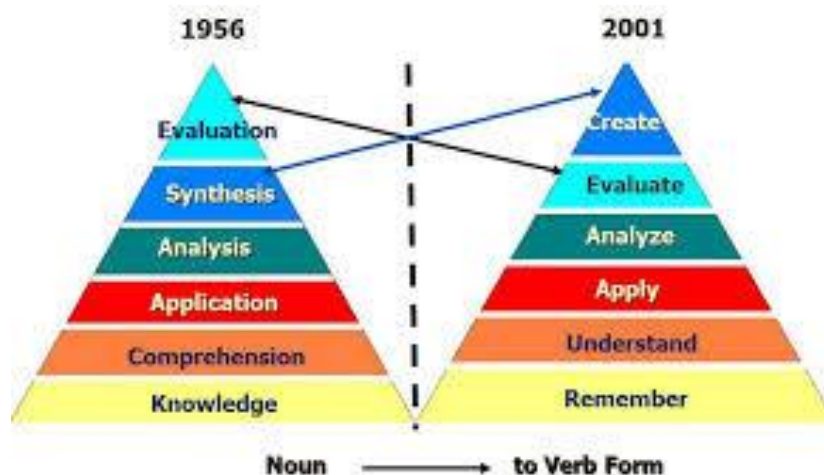 1956
Evaluation
Synthesis
Analysis
Application
Comprehension
Knowledge
2001
Create
Evaluate
Analyze
Apply
Understand
Remember
Noun to Verb Form